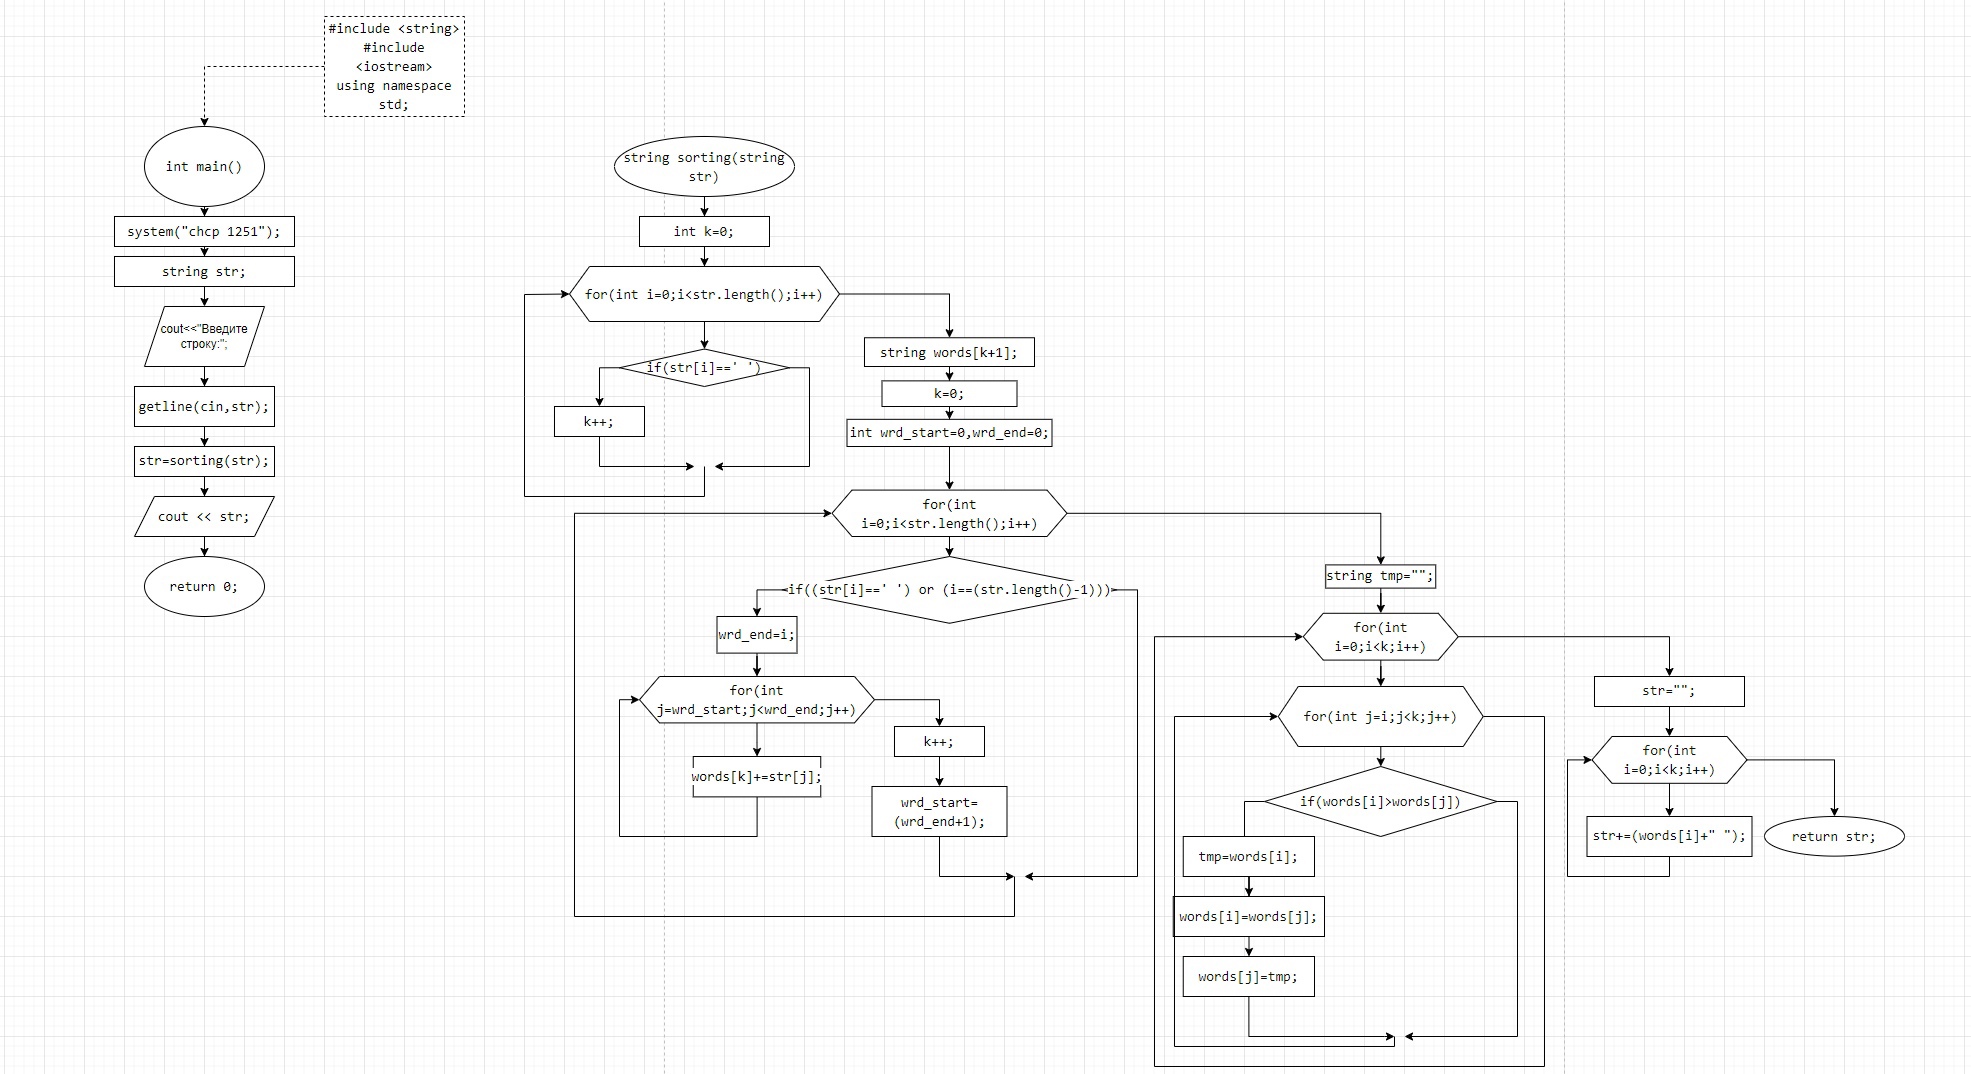 #include <string>
#include
<iostream>
using namespace
std;
int main()
system("chcp 1251");
string str;
cout<<"Введите
строку:";
getline(cin,str);
str=sorting(str);
cout << str;
return 0;
string sorting(string
str)
int k=0;
for(int i=0;i<str.length();i++)
if(str[i]==' ')
k++;
string words[k+1];
k=0;
int wrd_start=0,wrd_end=0;
for(int
i=0;i<str.length();i++)
if((str[i]==' ') or (i==(str.length()-1)))
wrd_end=i;
for(int
j=wrd_start;j<wrd_end;j++)
words[k]+=str[j];
k++;
wrd_start=
(wrd_end+1);
string tmp="";
for(int
i=0;i<k;i++)
for(int j=i;j<k;j++)
if(words[i]>words[j])
tmp=words[i];
words[i]=words[j];
words[j]=tmp;
str="";
for(int
i=0;i<k;i++)
str+=(words[i]+" ");
return str;